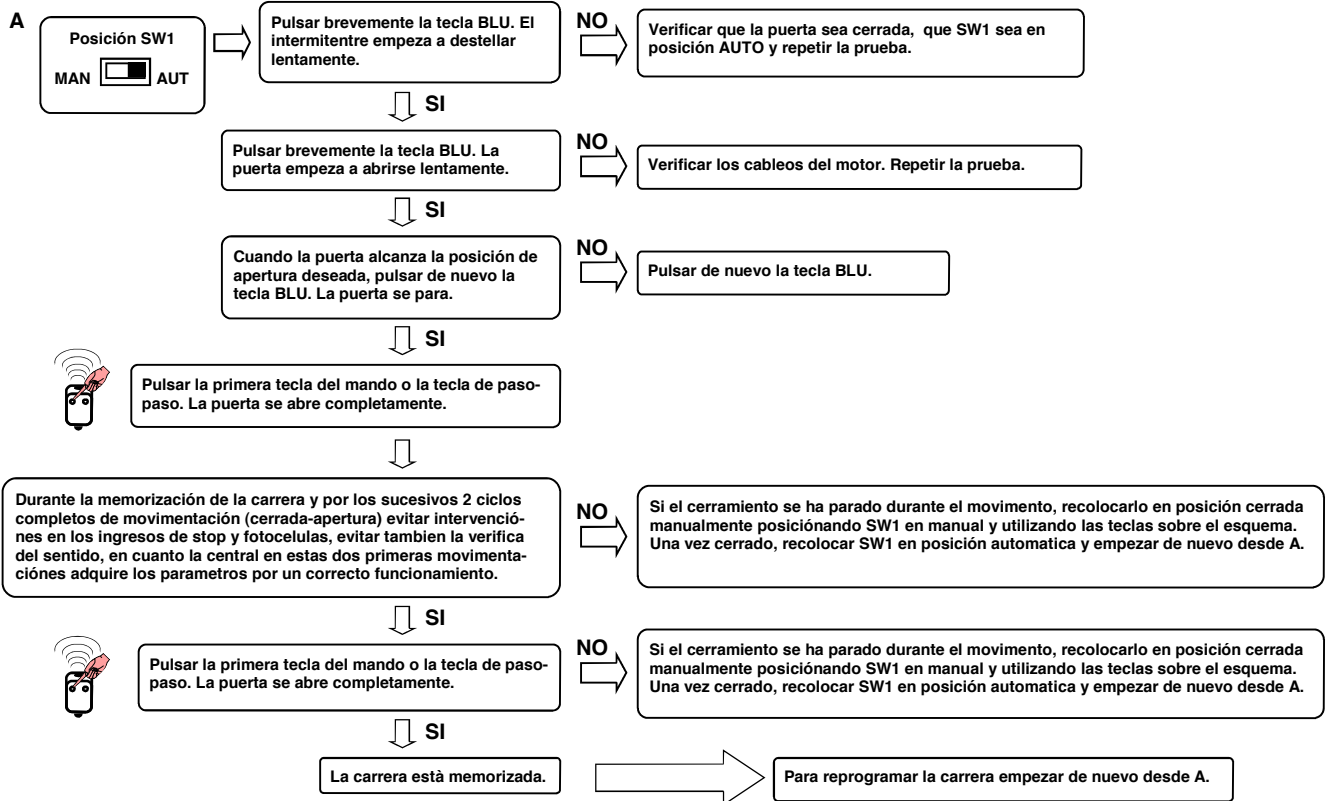 A
Posición SW1
MAN AUT
Pulsar brevemente la tecla BLU. El
intermitentre empeza a destellar
lentamente.
NO
Verificar que la puerta sea cerrada, que SW1 sea en
posición AUTO y repetir la prueba.
SI
Pulsar brevemente la tecla BLU. La
puerta empeza a abrirse lentamente.
NO
Verificar los cableos del motor. Repetir la prueba.
SI
Cuando la puerta alcanza la posición de
apertura deseada, pulsar de nuevo la
tecla BLU. La puerta se para.
NO
Pulsar de nuevo la tecla BLU.
SI
Pulsar la primera tecla del mando o la tecla de paso-
paso. La puerta se abre completamente.
Durante la memorización de la carrera y por los sucesivos 2 ciclos
completos de movimentación (cerrada-apertura) evitar intervenció-
nes en los ingresos de stop y fotocelulas, evitar tambien la verifica
del sentido, en cuanto la central en estas dos primeras movimenta-
ciónes adquire los parametros por un correcto funcionamiento.
NO
Si el cerramiento se ha parado durante el movimento, recolocarlo en posición cerrada
manualmente posiciónando SW1 en manual y utilizando las teclas sobre el esquema.
Una vez cerrado, recolocar SW1 en posición automatica y empezar de nuevo desde A.
SI
Pulsar la primera tecla del mando o la tecla de paso-
paso. La puerta se abre completamente.
NO
Si el cerramiento se ha parado durante el movimento, recolocarlo en posición cerrada
manualmente posiciónando SW1 en manual y utilizando las teclas sobre el esquema.
Una vez cerrado, recolocar SW1 en posición automatica y empezar de nuevo desde A.
SI
La carrera està memorizada.
Para reprogramar la carrera empezar de nuevo desde A.